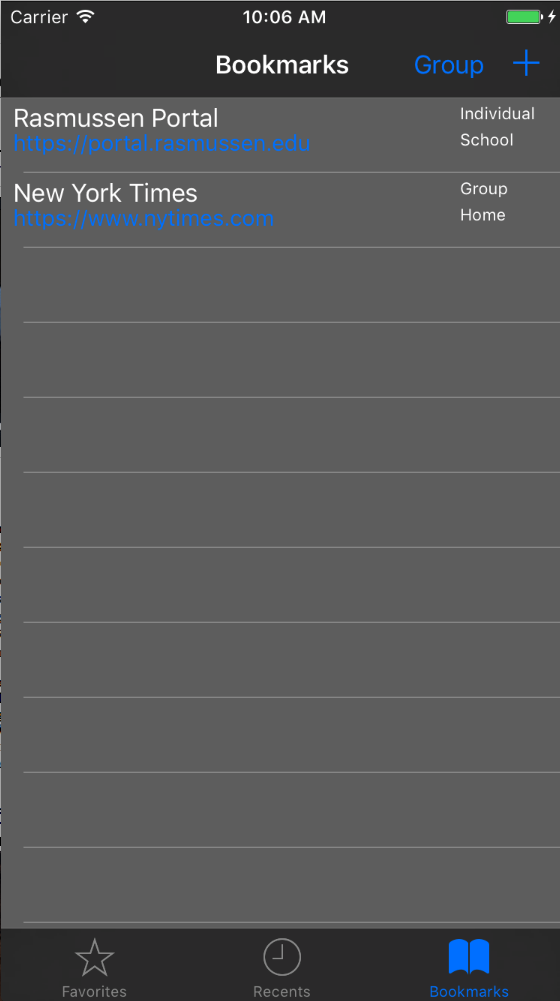 Carrier 10:06 AM
Bookmarks Group +
Rasmussen Portal Individual
https://portal.rasmussen.edu School
New York Times Group
https://www.nytimes.com Home
Favorites Recents Bookmarks